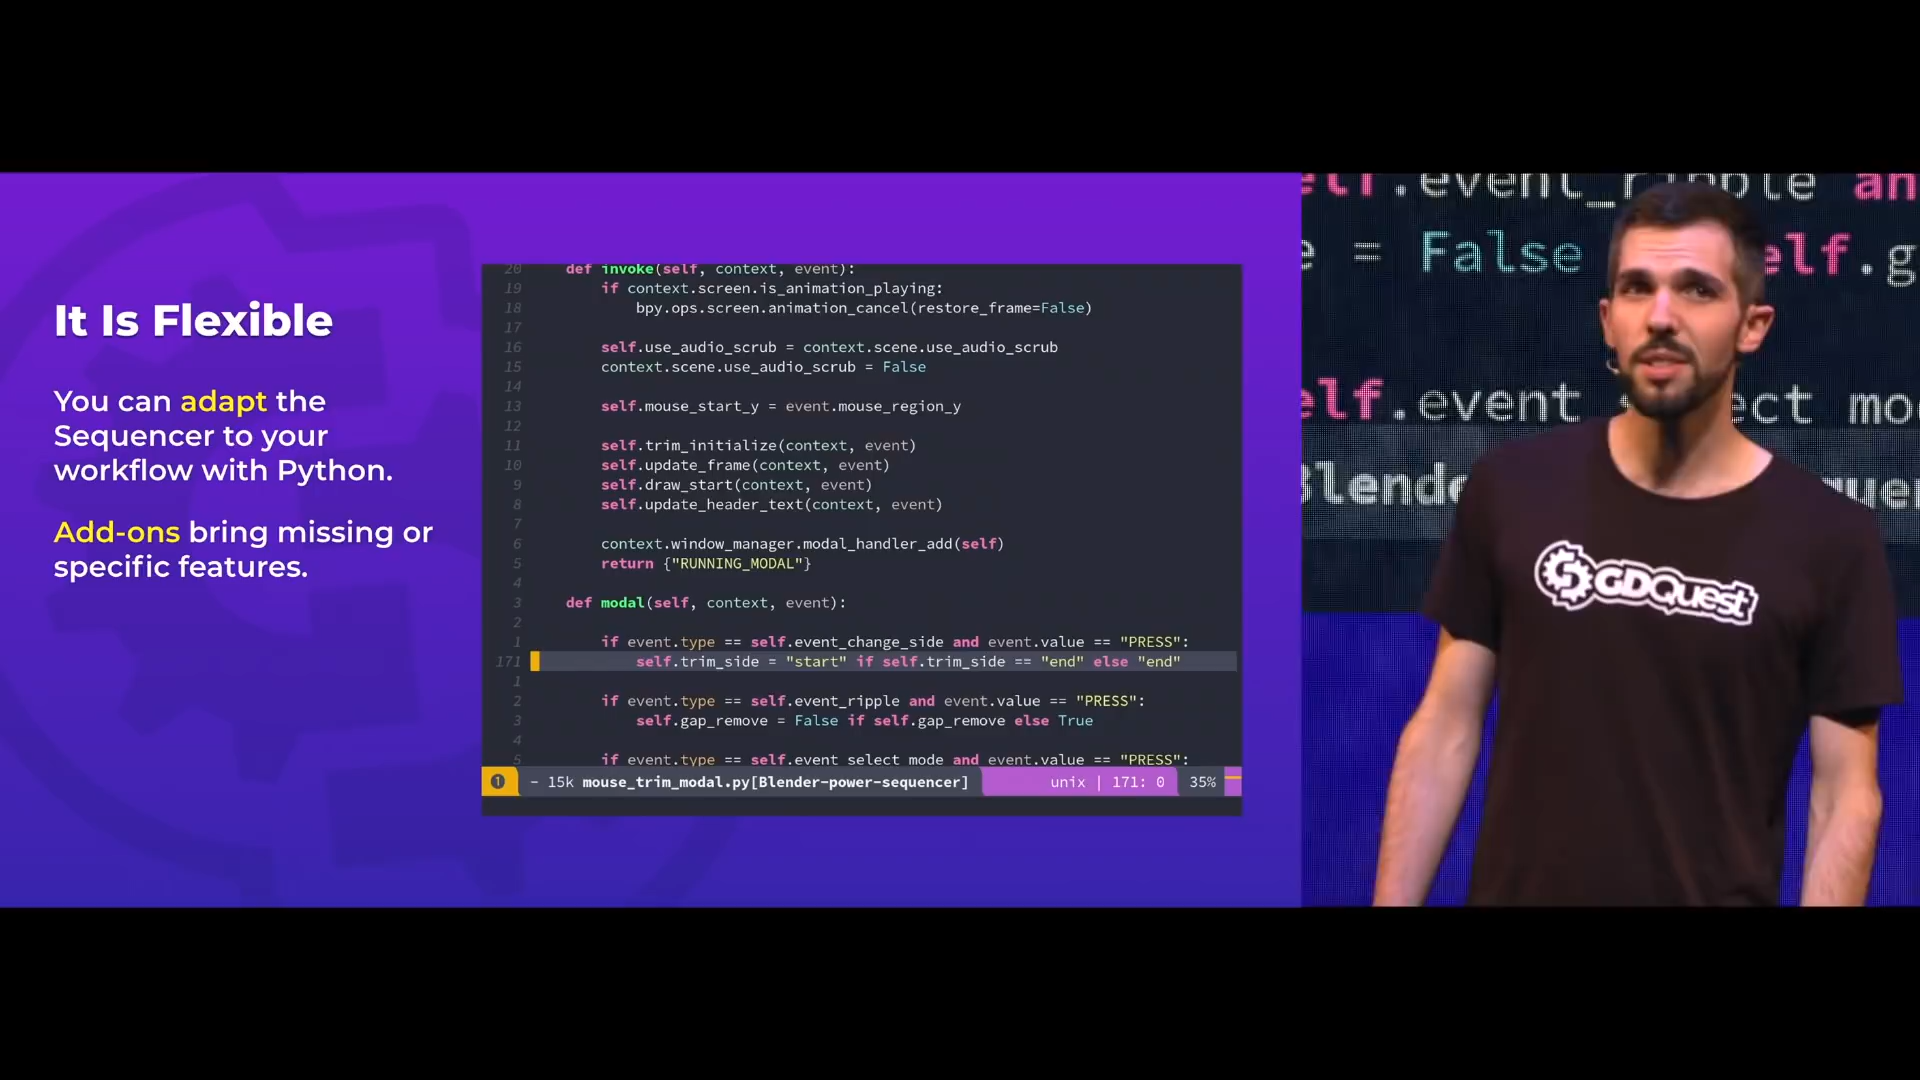 It Is Flexible
You can adapt the
Sequencer to your
workflow with Python.
Add-ons bring missing or
specific features.
20 def invoke(self, context, event):
19 if context.screen.is_animation_playing:
18 bpy.ops.screen.animation_cancel(restore_frame=False)
17
16 self.use_audio_scrub = context.scene.use_audio_scrub
15 context.scene.use_audio_scrub = False
14
13 self.mouse_start_y = event.mouse_region_y
12
11 self.trim_initialize(context, event)
10 self.update_frame(context, event)
9 self.draw_start(context, event)
8 self.update_header_text(context, event)
7
6 context.window_manager.modal_handler_add(self)
5 return {"RUNNING_MODAL"}
4
3 def modal(self, context, event):
2
1 if event.type == self.event_change_side and event.value == "PRESS":
171 self.trim_side = "start" if self.trim_side == "end" else "end"
1
2 if event.type == self.event_ripple and event.value == "PRESS":
3 self.gap_remove = False if self.gap_remove else True
4
5 if event.type == self.event_select_mode and event.value == "PRESS":
1 - 15k mouse_trim_modal.py[Blender-power-sequencer] unix | 171: 0 35%
elf.event_ripple an
e = False elf.g
elf.event ect mo
Blende quer
GDQuest